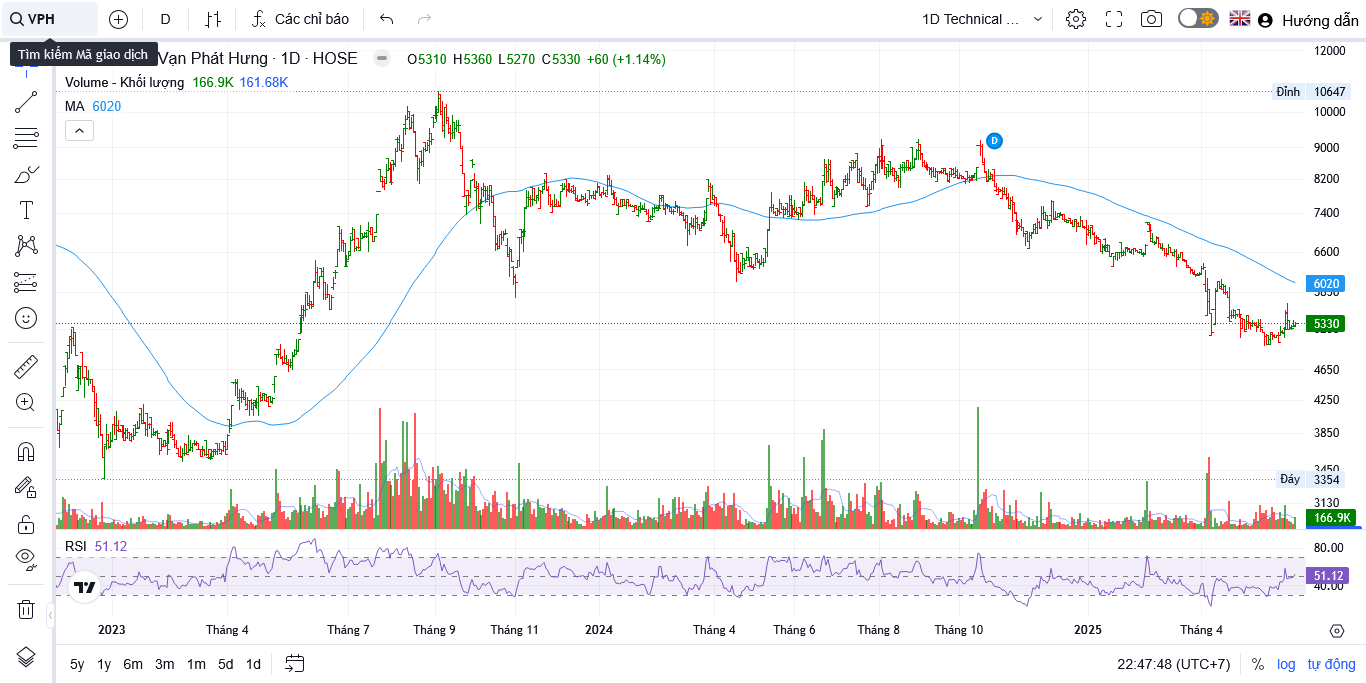 VPH
D
Các chỉ báo
1D Technical ...
Hướng dẫn
Tìm kiếm Mã giao dịch
Vạn Phát Hưng · 1D · HOSE
O5310 H5360 L5270 C5330 +60 (+1.14%)
Volume - Khối lượng 166.9K 161.68K
MA 6020
D
12000
Đỉnh 10647
10000
9000
8200
7400
6600
6020
5850
5330
4650
4250
3850
3450
Đáy 3354
3130
166.9K
RSI 51.12
80.00
51.12
40.00
2023
Tháng 4
Tháng 7
Tháng 9
Tháng 11
2024
Tháng 4
Tháng 6
Tháng 8
Tháng 10
2025
Tháng 4
5y 1y 6m 3m 1m 5d 1d
22:47:48 (UTC+7)
% log tự động